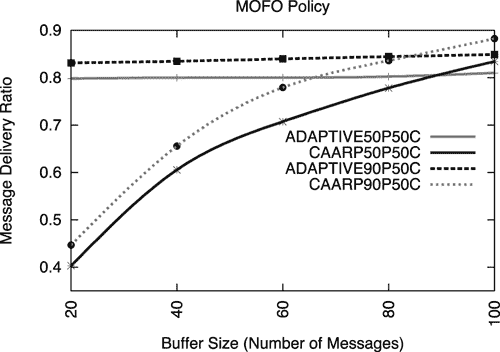 MOFO Policy
Message Delivery Ratio
0.9
0.8
0.7
0.6
0.5
0.4
ADAPTIVE50P50C
CAARP50P50C
ADAPTIVE90P50C
CAARP90P50C
20
40
60
80
100
Buffer Size (Number of Messages)